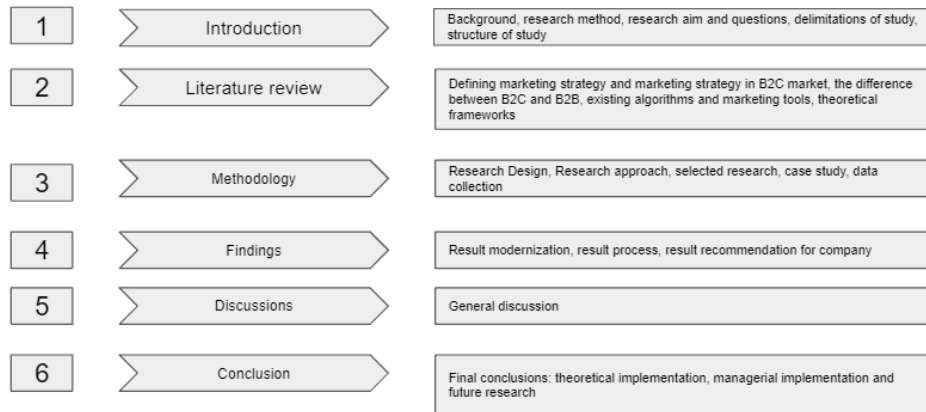 1
Introduction
Background, research method, research aim and questions, delimitations of study,
structure of study
2
Literature review
Defining marketing strategy and marketing strategy in B2C market, the difference
between B2C and B2B, existing algorithms and marketing tools, theoretical
frameworks
3
Methodology
Research Design, Research approach, selected research, case study, data
collection
4
Findings
Result modernization, result process, result recommendation for company
5
Discussions
General discussion
6
Conclusion
Final conclusions: theoretical implementation, managerial implementation and
future research